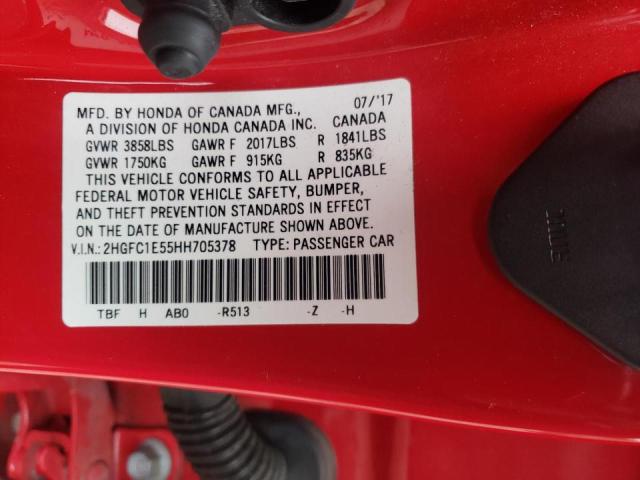 MFD. BY HONDA OF CANADA MFG., 07/'17
A DIVISION OF HONDA CANADA INC. CANADA
GVWR 3858LBS GAWR F 2017LBS R 1841LBS
GVWR 1750KG GAWR F 915KG R 835KG
THIS VEHICLE CONFORMS TO ALL APPLICABLE
FEDERAL MOTOR VEHICLE SAFETY, BUMPER,
AND THEFT PREVENTION STANDARDS IN EFFECT
ON THE DATE OF MANUFACTURE SHOWN ABOVE.
V.I.N.: 2HGFC1E55HH705378 TYPE: PASSENGER CAR
TBF H AB0 -R513 -Z -H